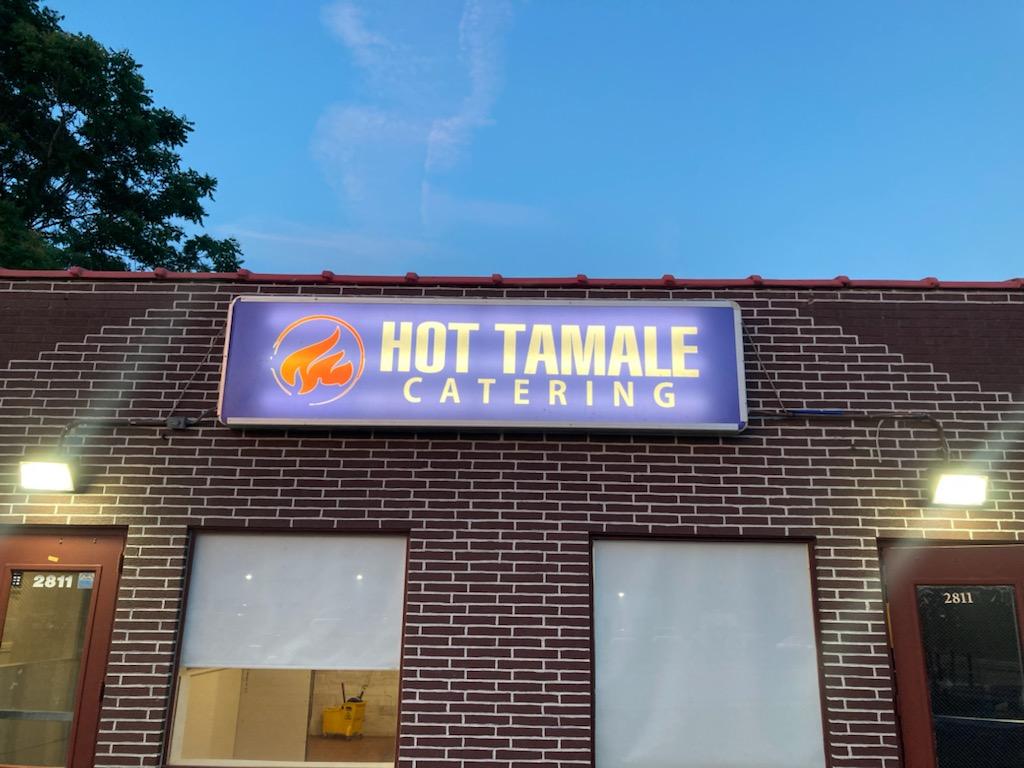 HOT TAMALE
CATERING
2811
2811